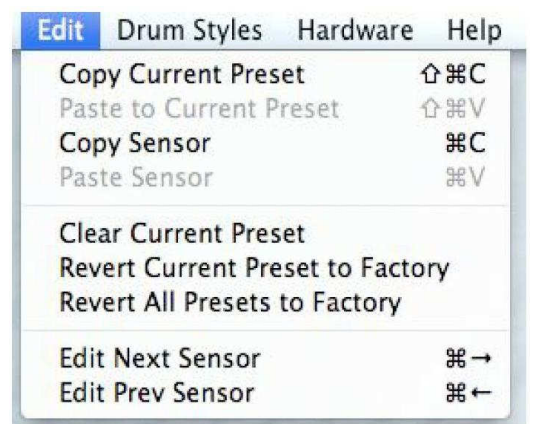 Edit Drum Styles Hardware Help
Copy Current Preset ⇧⌘C
Paste to Current Preset ⇧⌘V
Copy Sensor ⌘C
Paste Sensor ⌘V
Clear Current Preset
Revert Current Preset to Factory
Revert All Presets to Factory
Edit Next Sensor ⌘→
Edit Prev Sensor ⌘←